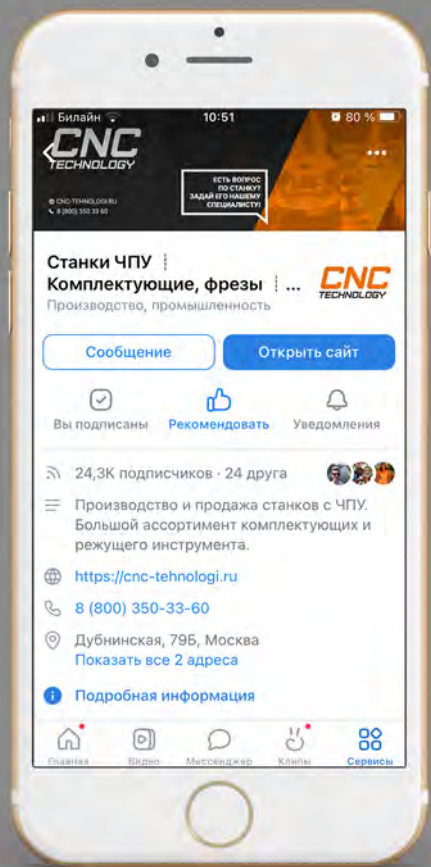 Билайн
10:51
80 %
CNC
TECHNOLOGY
ЕСТЬ ВОПРОС
ПО СТАНКУ?
ЗАДАЙ ЕГО НАШЕМУ
СПЕЦИАЛИСТУ!
CNC-TEHNOLOGI.RU
8 (800) 350 33 60
Станки ЧПУ |
Комплектующие, фрезы | ...
CNC
TECHNOLOGY
Производство, промышленность
Сообщение
Открыть сайт
Вы подписаны
Рекомендовать
Уведомления
24,3K подписчиков · 24 друга
Производство и продажа станков с ЧПУ.
Большой ассортимент комплектующих и
режущего инструмента.
https://cnc-tehnologi.ru
8 (800) 350-33-60
Дубнинская, 79Б, Москва
Показать все 2 адреса
Подробная информация
Главная
Видео
Мессенджер
Клипы
Сервисы